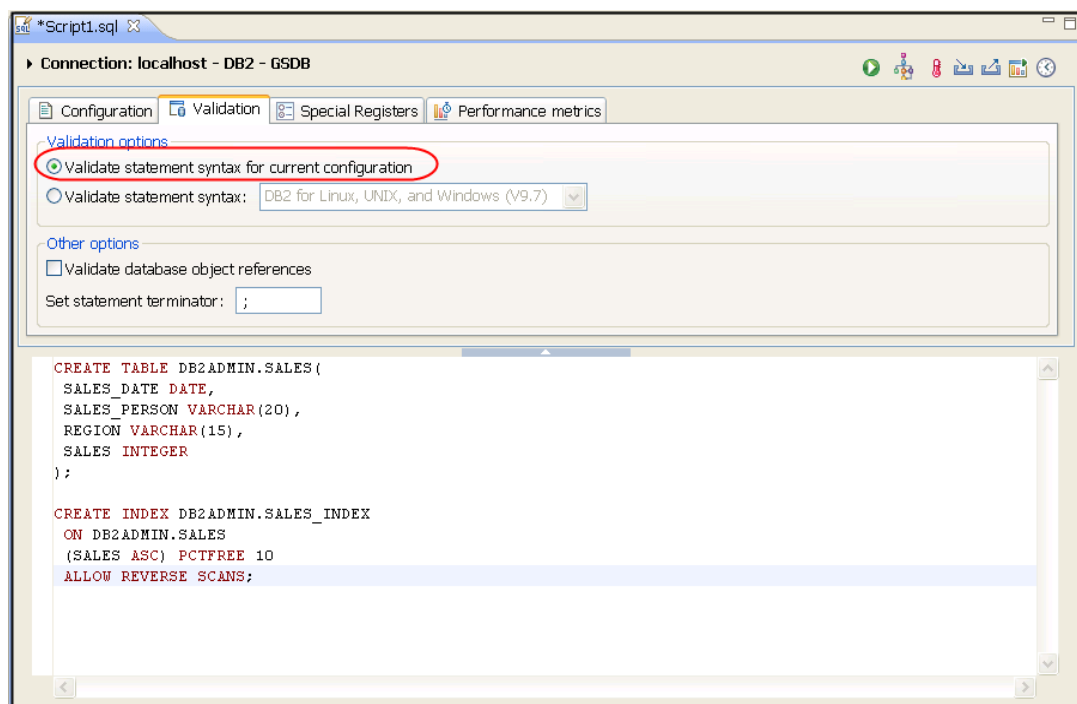 *Script1.sql
Connection: localhost - DB2 - GSDB
Configuration Validation Special Registers Performance metrics
Validation options
Validate statement syntax for current configuration
Validate statement syntax: DB2 for Linux, UNIX, and Windows (V9.7)
Other options
Validate database object references
Set statement terminator: ;
CREATE TABLE DB2ADMIN.SALES(
SALES_DATE DATE,
SALES_PERSON VARCHAR(20),
REGION VARCHAR(15),
SALES INTEGER
);
CREATE INDEX DB2ADMIN.SALES_INDEX
ON DB2ADMIN.SALES
(SALES ASC) PCTFREE 10
ALLOW REVERSE SCANS;